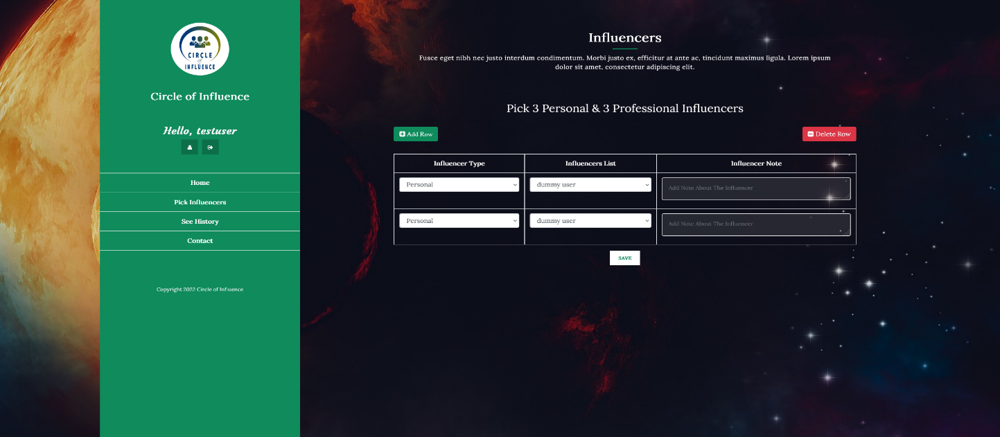 CIRCLE
of
INFLUENCE
Circle of Influence
Hello, testuser
Home
Pick Influencers
See History
Contact
Copyright 2022 Circle of Influence
Influencers
Fusce eget nibh nec justo interdum condimentum. Morbi justo ex, efficitur at ante ac, tincidunt maximus ligula. Lorem ipsum
dolor sit amet, consectetur adipiscing elit.
Pick 3 Personal & 3 Professional Influencers
Add Row Delete Row
Influencer Type Influencers List Influencer Note
Personal dummy user Add Note About The Influencer
Personal dummy user Add Note About The Influencer
SAVE